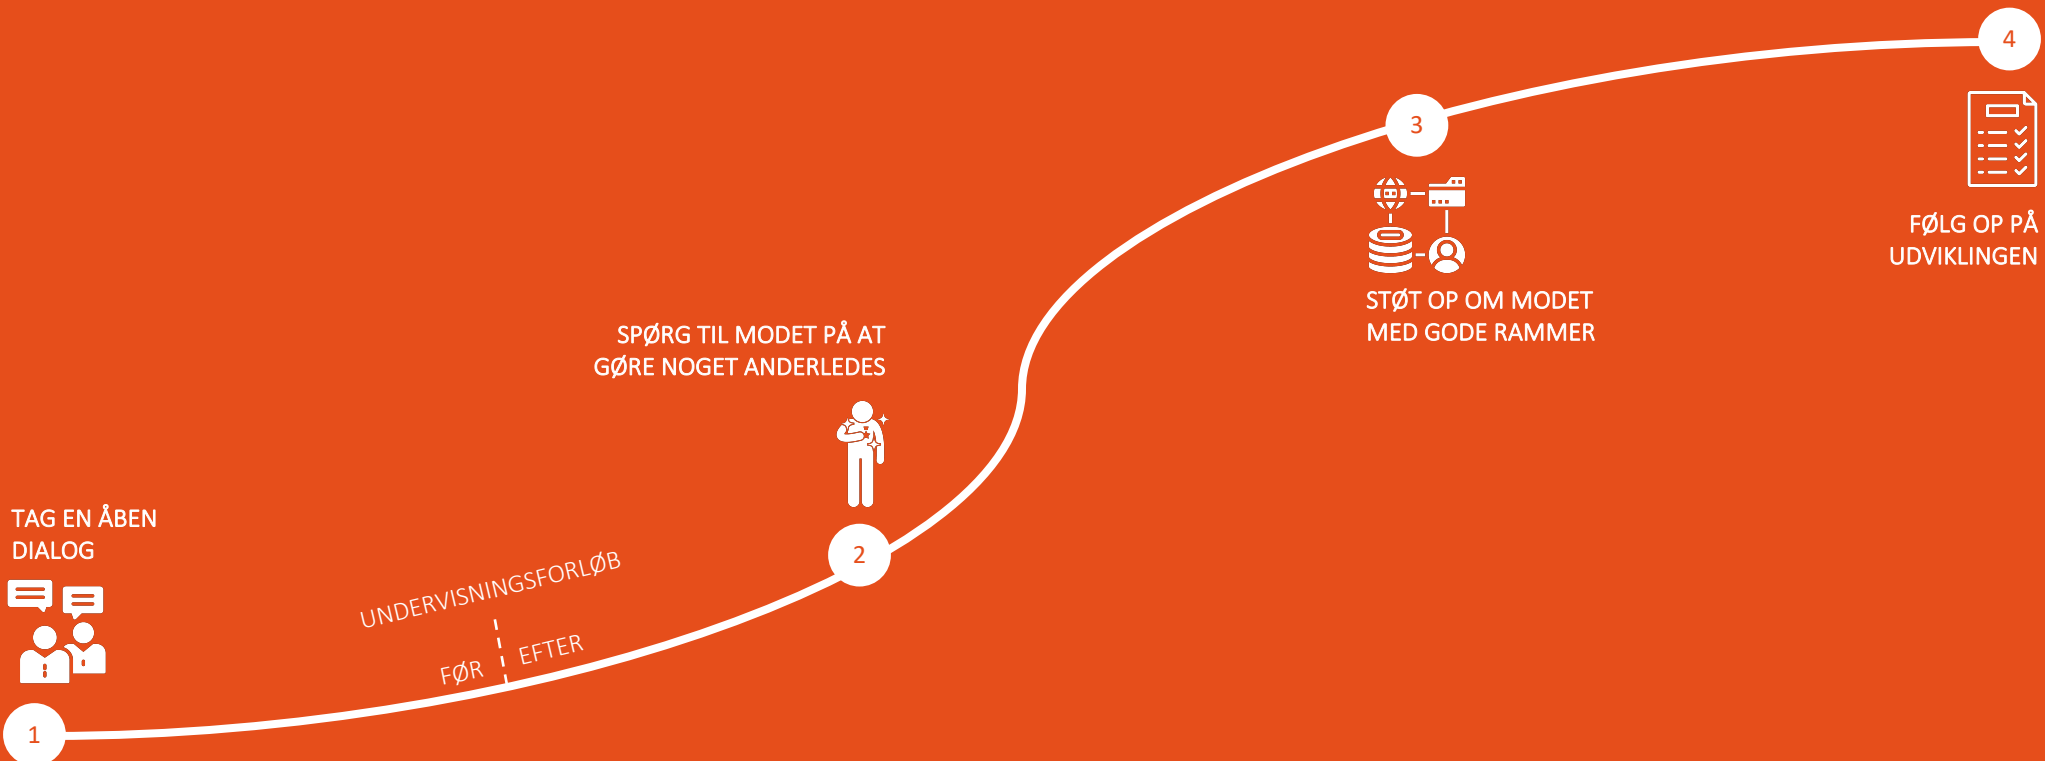 1
TAG EN ÅBEN
DIALOG
UNDERVISNINGSFORLØB
FØR
EFTER
2
SPØRG TIL MODET PÅ AT
GØRE NOGET ANDERLEDES
3
STØT OP OM MODET
MED GODE RAMMER
4
FØLG OP PÅ
UDVIKLINGEN